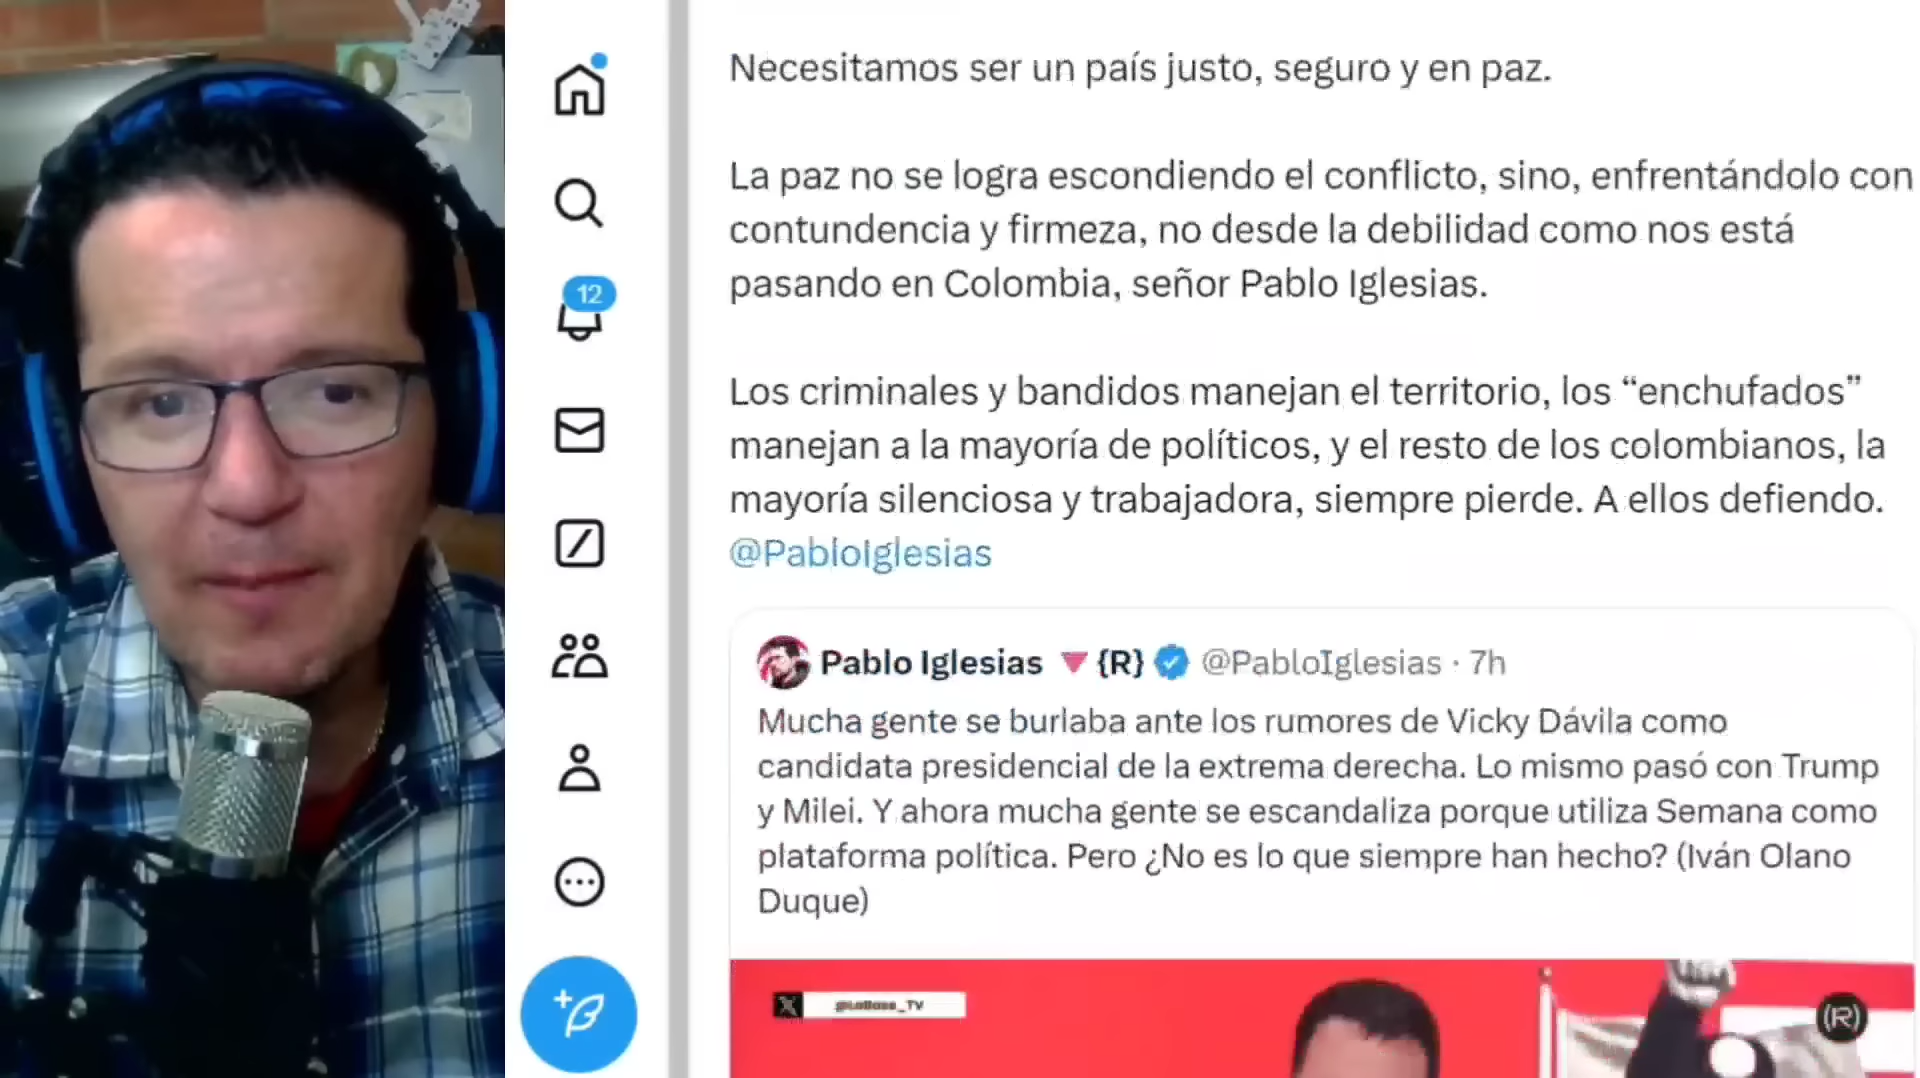 Necesitamos ser un país justo, seguro y en paz.
La paz no se logra escondiendo el conflicto, sino, enfrentándolo con
contundencia y firmeza, no desde la debilidad como nos está
pasando en Colombia, señor Pablo Iglesias.
Los criminales y bandidos manejan el territorio, los “enchufados”
manejan a la mayoría de políticos, y el resto de los colombianos, la
mayoría silenciosa y trabajadora, siempre pierde. A ellos defiendo.
@PabloIglesias
12
Pablo Iglesias 🔻{R} @PabloIglesias · 7h
Mucha gente se burlaba ante los rumores de Vicky Dávila como
candidata presidencial de la extrema derecha. Lo mismo pasó con Trump
y Milei. Y ahora mucha gente se escandaliza porque utiliza Semana como
plataforma política. Pero ¿No es lo que siempre han hecho? (Iván Olano
Duque)
X @LaBase_TV
(R)